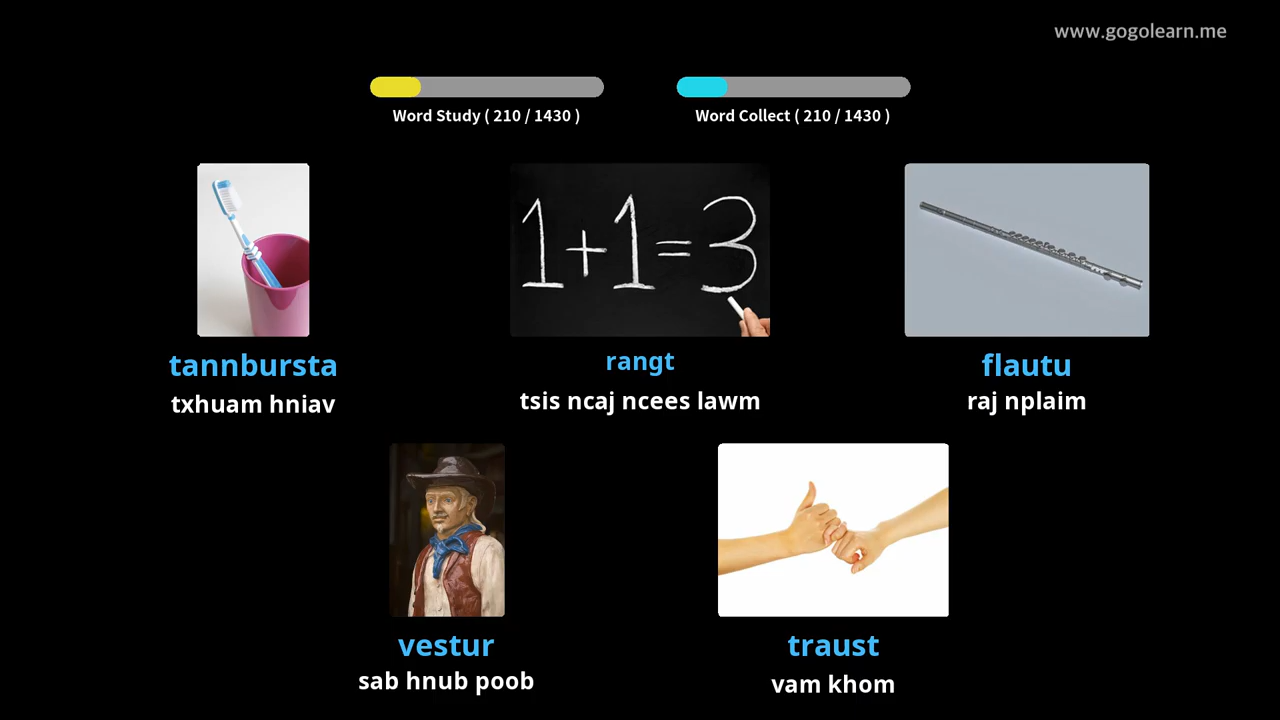 www.gogolearn.me
Word Study ( 210 / 1430 )
Word Collect ( 210 / 1430 )
1+1=3
tannbursta
txhuam hniav
rangt
tsis ncaj ncees lawm
flautu
raj nplaim
vestur
sab hnub poob
traust
vam khom